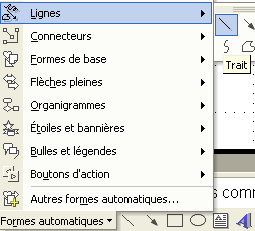 Lignes
Connecteurs
Formes de base
Flèches pleines
Organigrammes
Étoiles et bannières
Bulles et légendes
Boutons d'action
Autres formes automatiques...
Trait
s comm
Formes automatiques